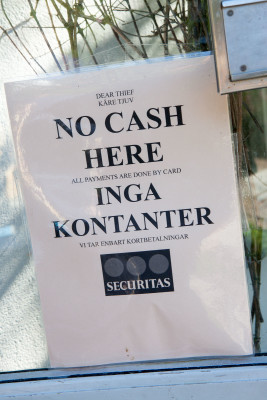 DEAR THIEF
KÄRE TJUV
NO CASH
HERE
ALL PAYMENTS ARE DONE BY CARD
INGA
KONTANTER
VI TAR ENBART KORTBETALNINGAR
SECURITAS